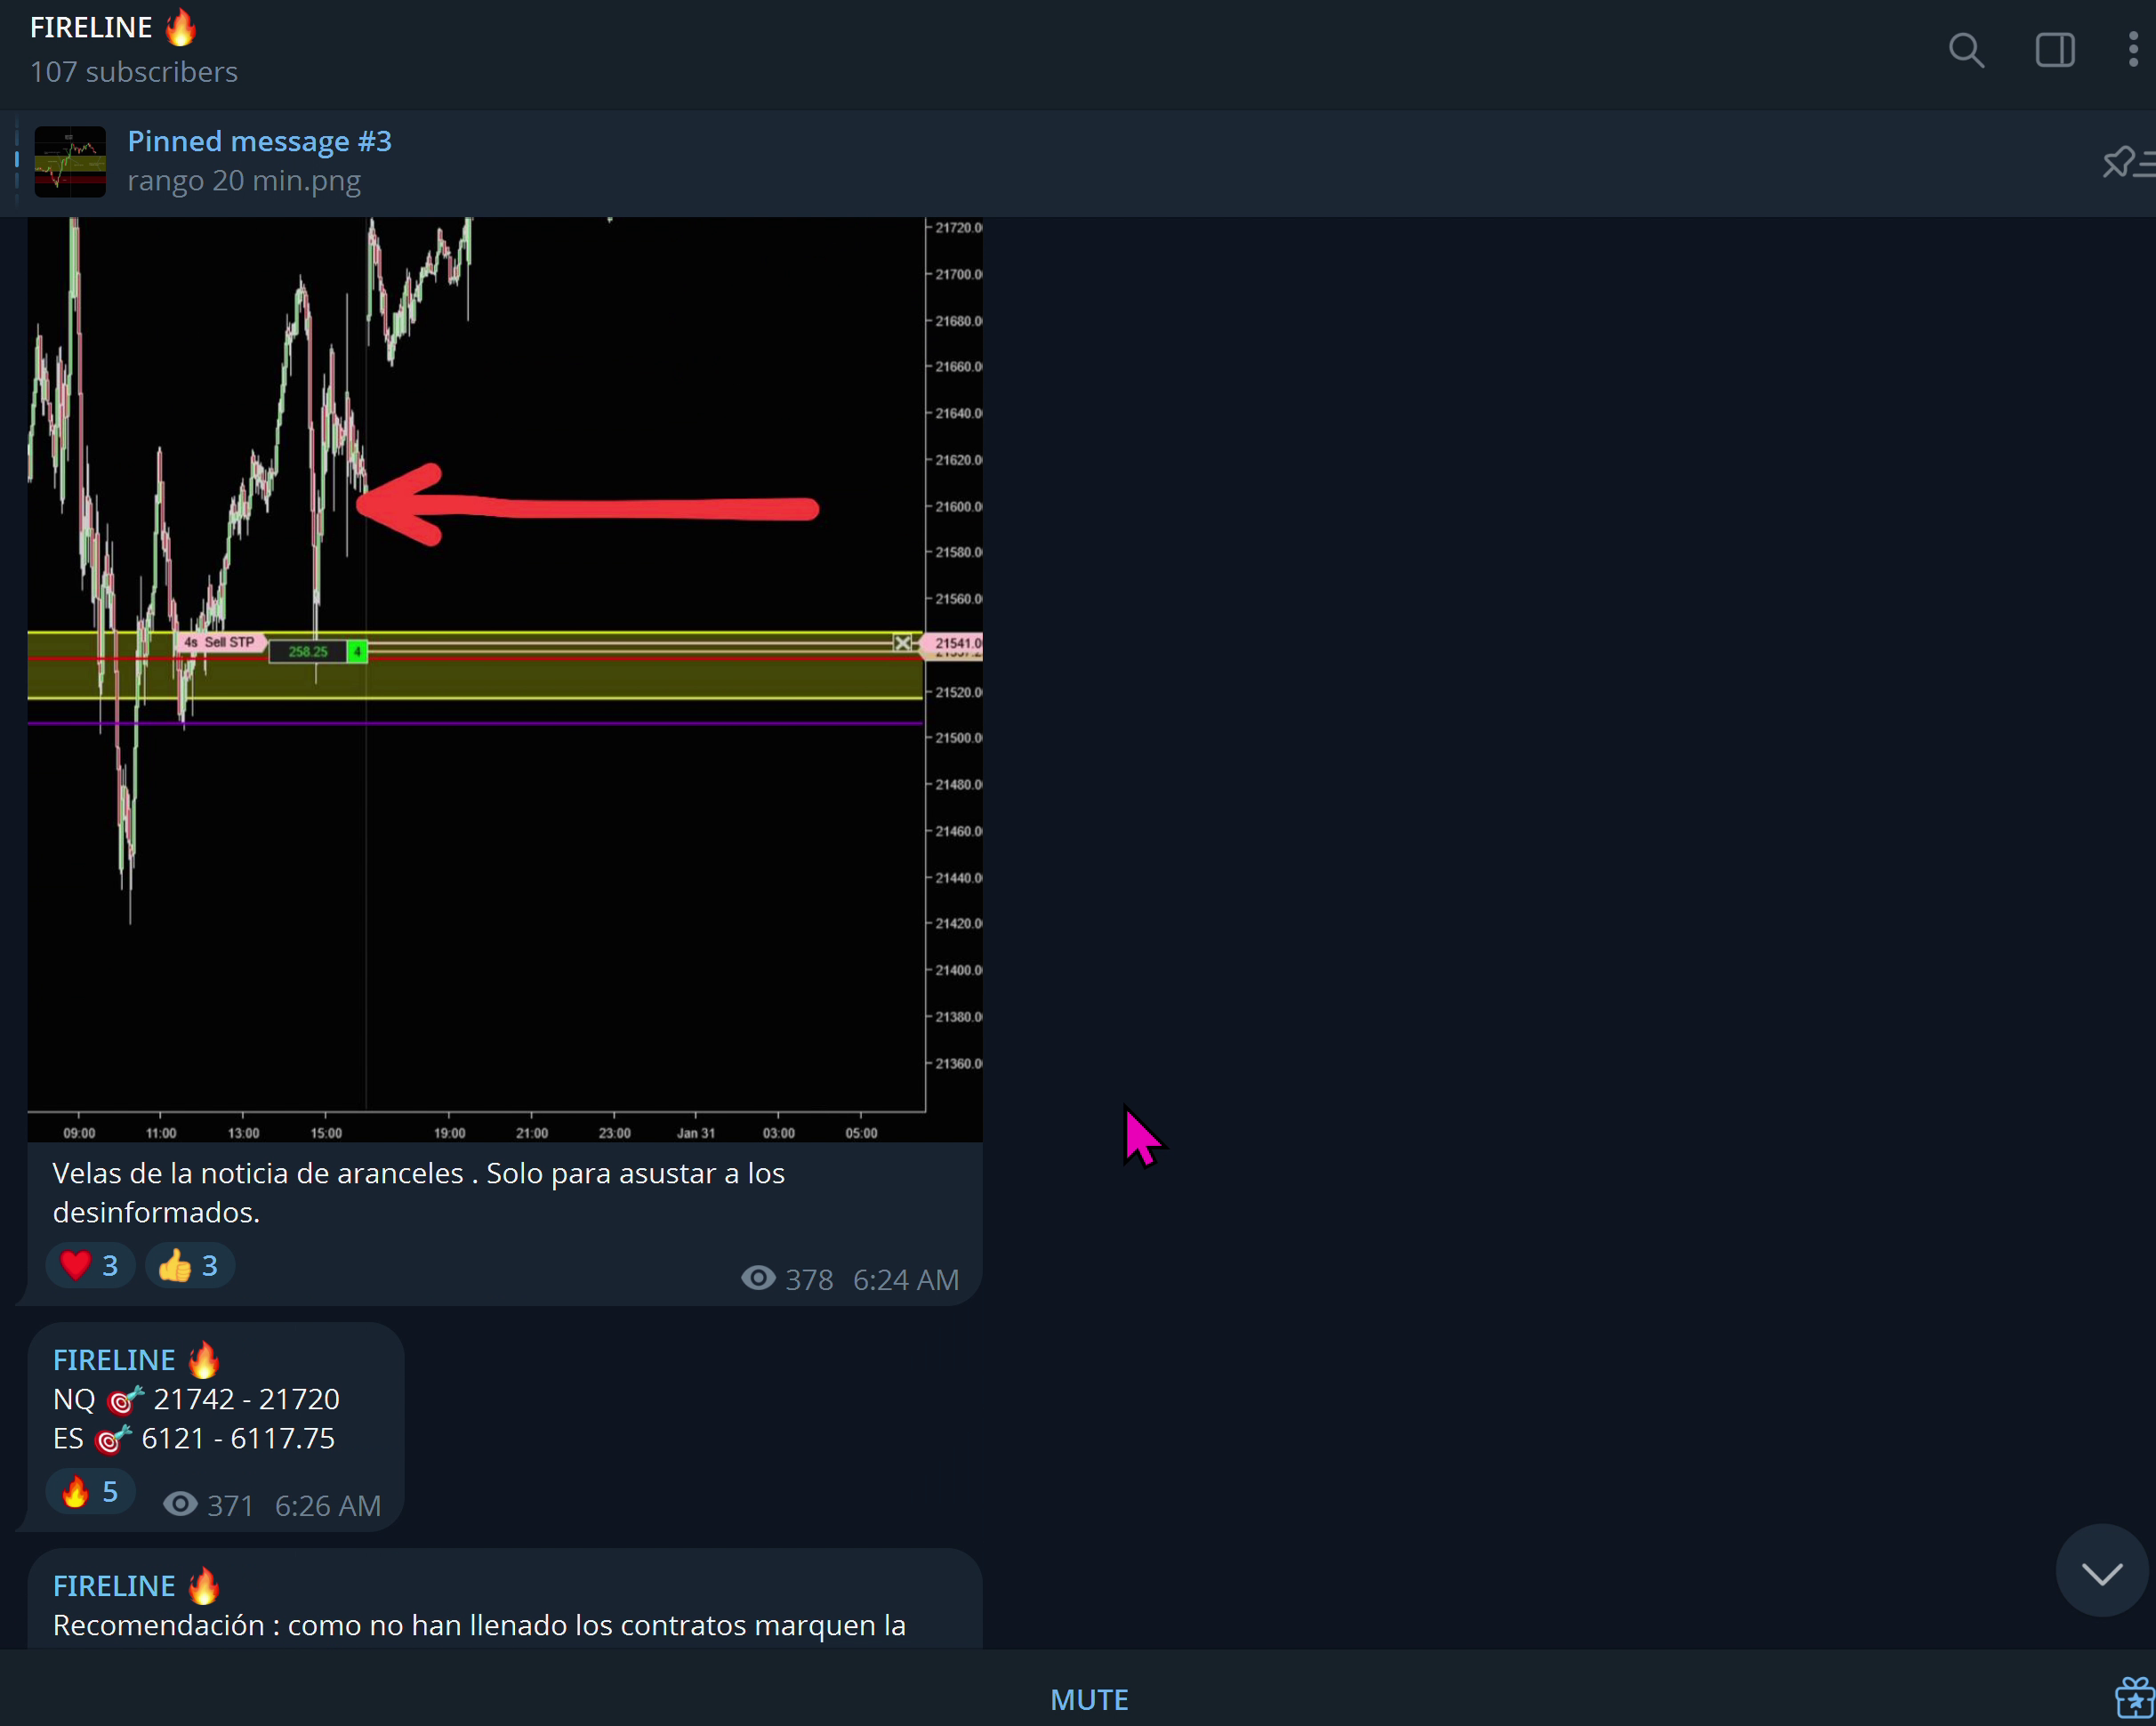 FIRELINE 🔥
107 subscribers
Pinned message #3
rango 20 min.png
21720.0
21700.0
21680.0
21660.0
21640.0
21620.0
21600.0
21580.0
21560.0
4s Sell STP
258.25 4
21541.0
21520.0
21500.0
21480.0
21460.0
21440.0
21420.0
21400.0
21380.0
21360.0
09:00 11:00 13:00 15:00 19:00 21:00 23:00 Jan 31 03:00 05:00
Velas de la noticia de aranceles . Solo para asustar a los
desinformados.
❤️ 3 👍 3
378 6:24 AM
FIRELINE 🔥
NQ 🎯 21742 - 21720
ES 🎯 6121 - 6117.75
🔥 5 371 6:26 AM
FIRELINE 🔥
Recomendación : como no han llenado los contratos marquen la
MUTE